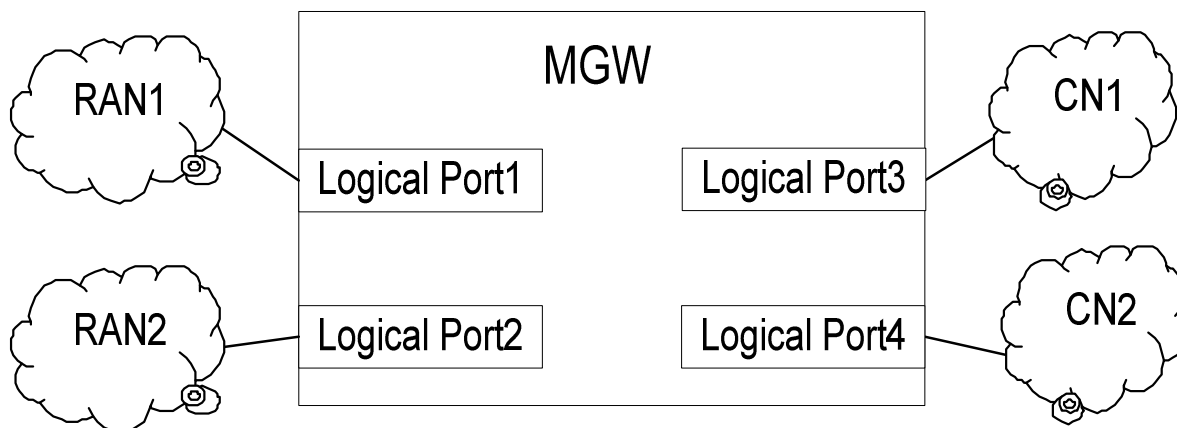 MGW
RAN1
CN1
Logical Port1
Logical Port3
RAN2
CN2
Logical Port2
Logical Port4